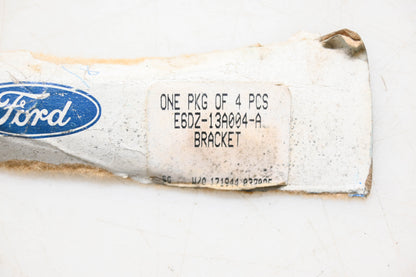 Ford
ONE PKG OF 4 PCS
E6DZ-13A004-A
BRACKET